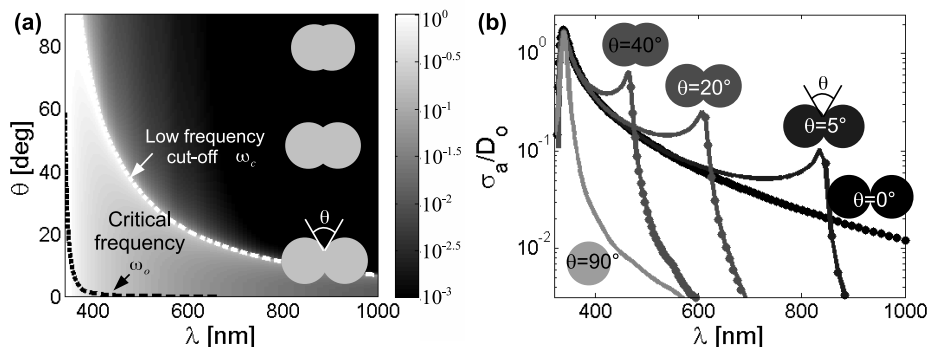 (a)
80
60
40
20
0
θ [deg]
400
600
800
1000
λ [nm]
Low frequency
cut-off ω_c
Critical
frequency
ω_o
θ
10^0
10^-0.5
10^-1
10^-1.5
10^-2
10^-2.5
10^-3
(b)
10^0
10^-1
10^-2
σ_a/D_o
400
600
800
1000
λ [nm]
θ=40°
θ=20°
θ
θ=5°
θ=0°
θ=90°